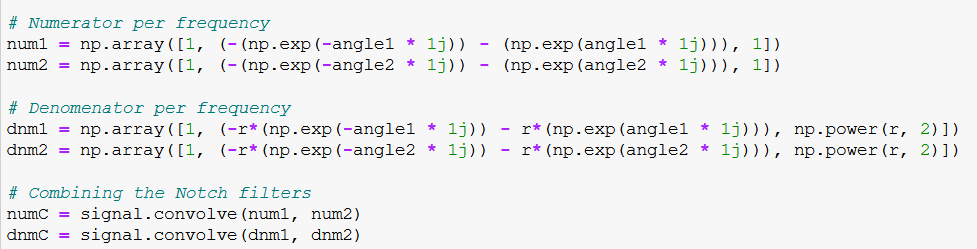 # Numerator per frequency
num1 = np.array([1, (-(np.exp(-angle1 * 1j)) - (np.exp(angle1 * 1j))), 1])
num2 = np.array([1, (-(np.exp(-angle2 * 1j)) - (np.exp(angle2 * 1j))), 1])
# Denomenator per frequency
dnm1 = np.array([1, (-r*(np.exp(-angle1 * 1j)) - r*(np.exp(angle1 * 1j))), np.power(r, 2)])
dnm2 = np.array([1, (-r*(np.exp(-angle2 * 1j)) - r*(np.exp(angle2 * 1j))), np.power(r, 2)])
# Combining the Notch filters
numC = signal.convolve(num1, num2)
dnmC = signal.convolve(dnm1, dnm2)